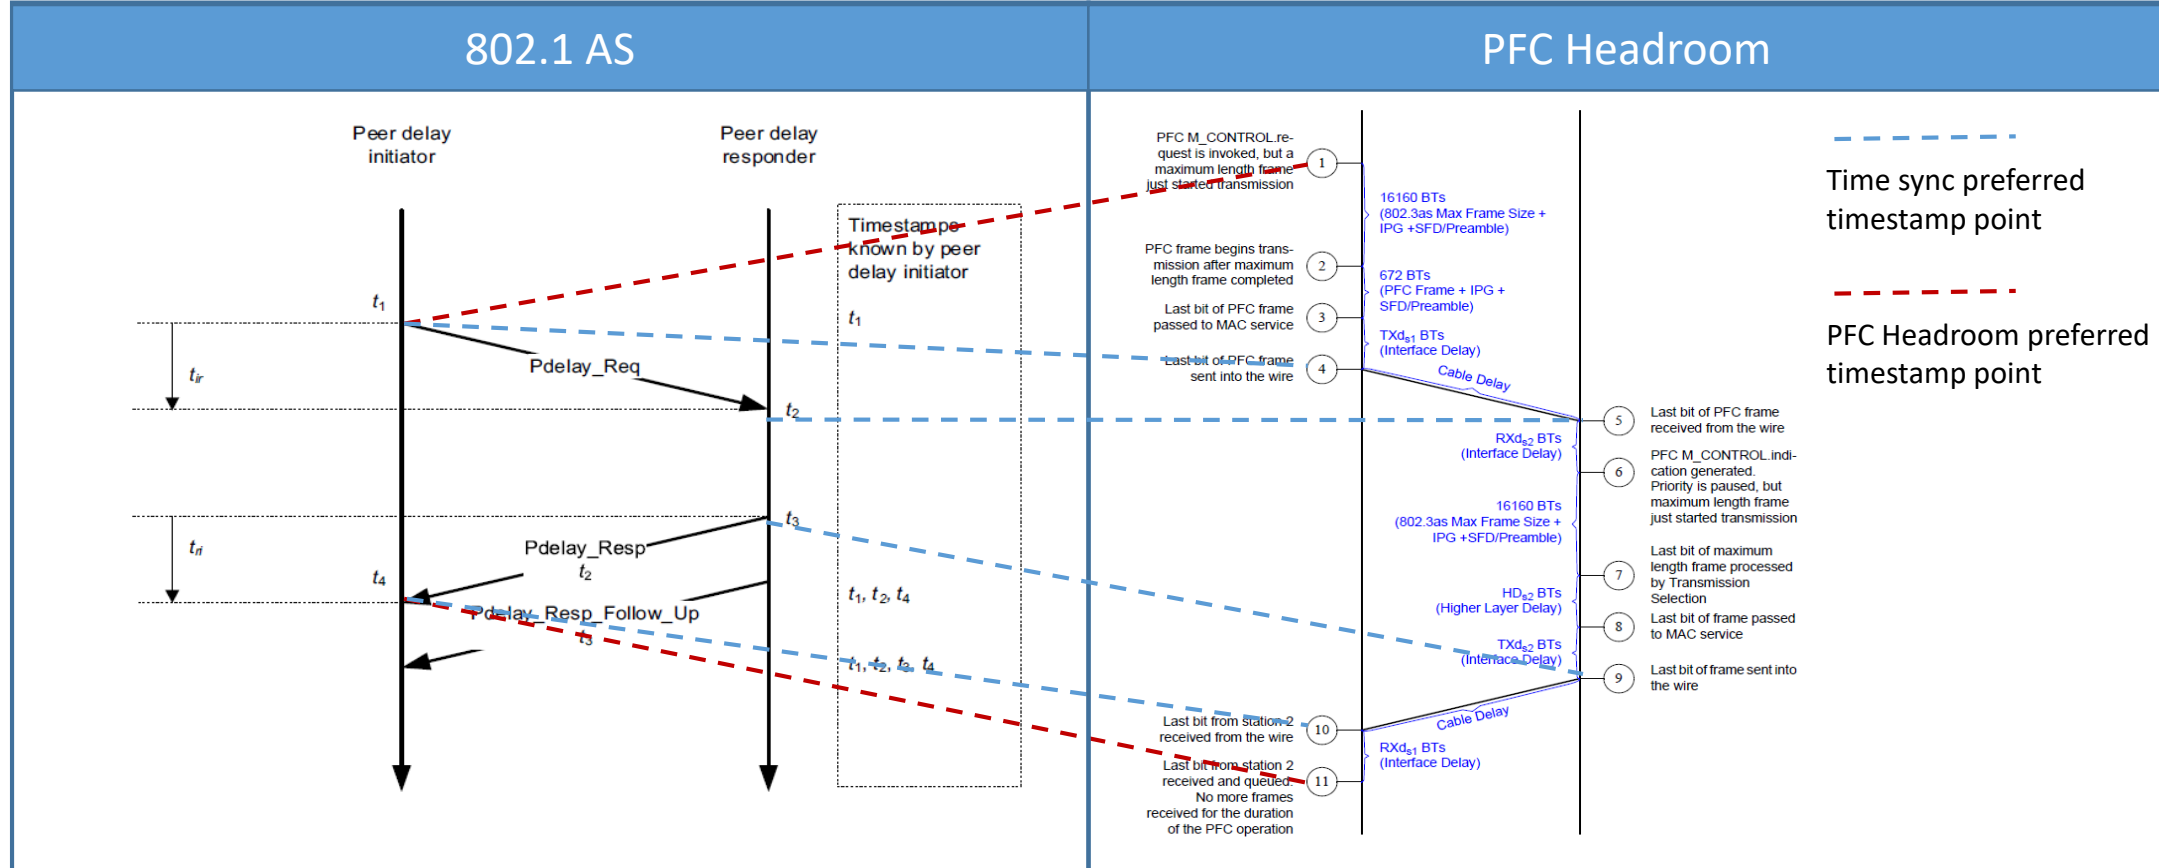 802.1 AS
PFC Headroom
Peer delay
initiator
Peer delay
responder
Timestamps
known by peer
delay initiator
t1
t1
tir
Pdelay_Req
t2
t3
tri
Pdelay_Resp
t2
t4
t1, t2, t4
Pdelay_Resp_Follow_Up
t3
t1, t2, t3, t4
PFC M_CONTROL.re-
quest is invoked, but a
maximum length frame
just started transmission
1
16160 BTs
(802.3as Max Frame Size +
IPG +SFD/Preamble)
PFC frame begins trans-
mission after maximum
length frame completed
2
672 BTs
(PFC Frame + IPG +
SFD/Preamble)
Last bit of PFC frame
passed to MAC service
3
TXds1 BTs
(Interface Delay)
Last bit of PFC frame
sent into the wire
4
Cable Delay
5
Last bit of PFC frame
received from the wire
RXds2 BTs
(Interface Delay)
6
PFC M_CONTROL.indi-
cation generated.
Priority is paused, but
maximum length frame
just started transmission
16160 BTs
(802.3as Max Frame Size +
IPG +SFD/Preamble)
7
Last bit of maximum
length frame processed
by Transmission
Selection
HDs2 BTs
(Higher Layer Delay)
8
Last bit of frame passed
to MAC service
TXds2 BTs
(Interface Delay)
9
Last bit of frame sent into
the wire
Last bit from station 2
received from the wire
10
Cable Delay
RXds1 BTs
(Interface Delay)
Last bit from station 2
received and queued.
No more frames
received for the duration
of the PFC operation
11
Time sync preferred
timestamp point
PFC Headroom preferred
timestamp point